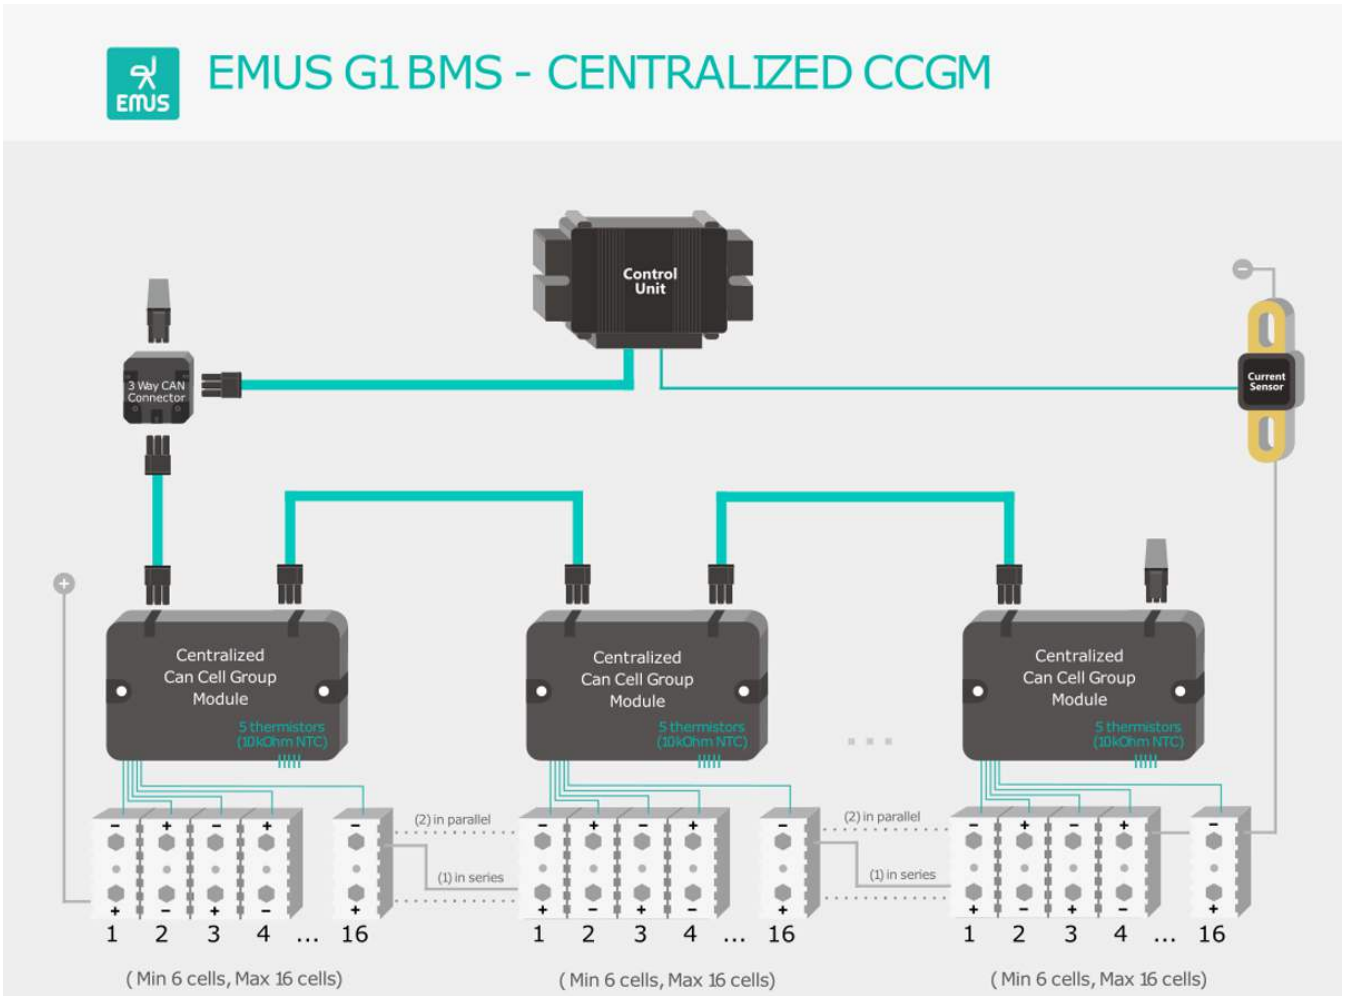 EMUS
EMUS G1 BMS - CENTRALIZED CCGM
Control
Unit
3 Way CAN
Connector
Current
Sensor
Centralized
Can Cell Group
Module
5 thermistors
(10kOhm NTC)
Centralized
Can Cell Group
Module
5 thermistors
(10kOhm NTC)
Centralized
Can Cell Group
Module
5 thermistors
(10kOhm NTC)
- + - + -
(2) in parallel
- + - + -
(2) in parallel
- + - + -
(1) in series
(1) in series
+ - + - +
+ - + - +
+ - + - +
1 2 3 4 ... 16
1 2 3 4 ... 16
1 2 3 4 ... 16
( Min 6 cells, Max 16 cells)
( Min 6 cells, Max 16 cells)
( Min 6 cells, Max 16 cells)